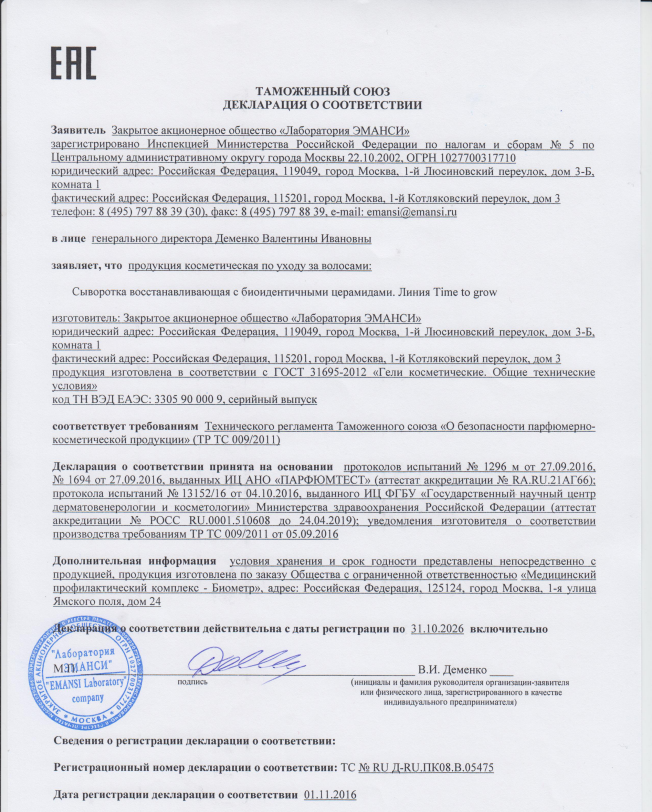 EAC
ТАМОЖЕННЫЙ СОЮЗ
ДЕКЛАРАЦИЯ О СООТВЕТСТВИИ
Заявитель Закрытое акционерное общество «Лаборатория ЭМАНСИ»
зарегистрировано Инспекцией Министерства Российской Федерации по налогам и сборам № 5 по
Центральному административному округу города Москвы 22.10.2002, ОГРН 1027700317710
юридический адрес: Российская Федерация, 119049, город Москва, 1-й Люсиновский переулок, дом 3-Б,
комната 1
фактический адрес: Российская Федерация, 115201, город Москва, 1-й Котляковский переулок, дом 3
телефон: 8 (495) 797 88 39 (30), факс: 8 (495) 797 88 39, e-mail: emansi@emansi.ru
в лице генерального директора Деменко Валентины Ивановны
заявляет, что продукция косметическая по уходу за волосами:
Сыворотка восстанавливающая с биоидентичными церамидами. Линия Time to grow
изготовитель: Закрытое акционерное общество «Лаборатория ЭМАНСИ»
юридический адрес: Российская Федерация, 119049, город Москва, 1-й Люсиновский переулок, дом 3-Б,
комната 1
фактический адрес: Российская Федерация, 115201, город Москва, 1-й Котляковский переулок, дом 3
продукция изготовлена в соответствии с ГОСТ 31695-2012 «Гели косметические. Общие технические
условия»
код ТН ВЭД ЕАЭС: 3305 90 000 9, серийный выпуск
соответствует требованиям Технического регламента Таможенного союза «О безопасности парфюмерно-
косметической продукции» (ТР ТС 009/2011)
Декларация о соответствии принята на основании протоколов испытаний № 1296 м от 27.09.2016,
№ 1694 от 27.09.2016, выданных ИЦ АНО «ПАРФЮМТЕСТ» (аттестат аккредитации № RA.RU.21АГ66);
протокола испытаний № 13152/16 от 04.10.2016, выданного ИЦ ФГБУ «Государственный научный центр
дерматовенерологии и косметологии» Министерства здравоохранения Российской Федерации (аттестат
аккредитации № РОСС RU.0001.510608 до 24.04.2019); уведомления изготовителя о соответствии
производства требованиям ТР ТС 009/2011 от 05.09.2016
Дополнительная информация условия хранения и срок годности представлены непосредственно с
продукцией, продукция изготовлена по заказу Общества с ограниченной ответственностью «Медицинский
профилактический комплекс - Биометр», адрес: Российская Федерация, 125124, город Москва, 1-я улица
Ямского поля, дом 24
Декларация о соответствии действительна с даты регистрации по 31.10.2026 включительно
"Лаборатория
ЭМАНСИ"
"EMANSI Laboratory"
company
МОСКВА
М.П.
В.И. Деменко
подпись
(инициалы и фамилия руководителя организации-заявителя
или физического лица, зарегистрированного в качестве
индивидуального предпринимателя)
Сведения о регистрации декларации о соответствии:
Регистрационный номер декларации о соответствии: ТС № RU Д-RU.ПК08.В.05475
Дата регистрации декларации о соответствии 01.11.2016